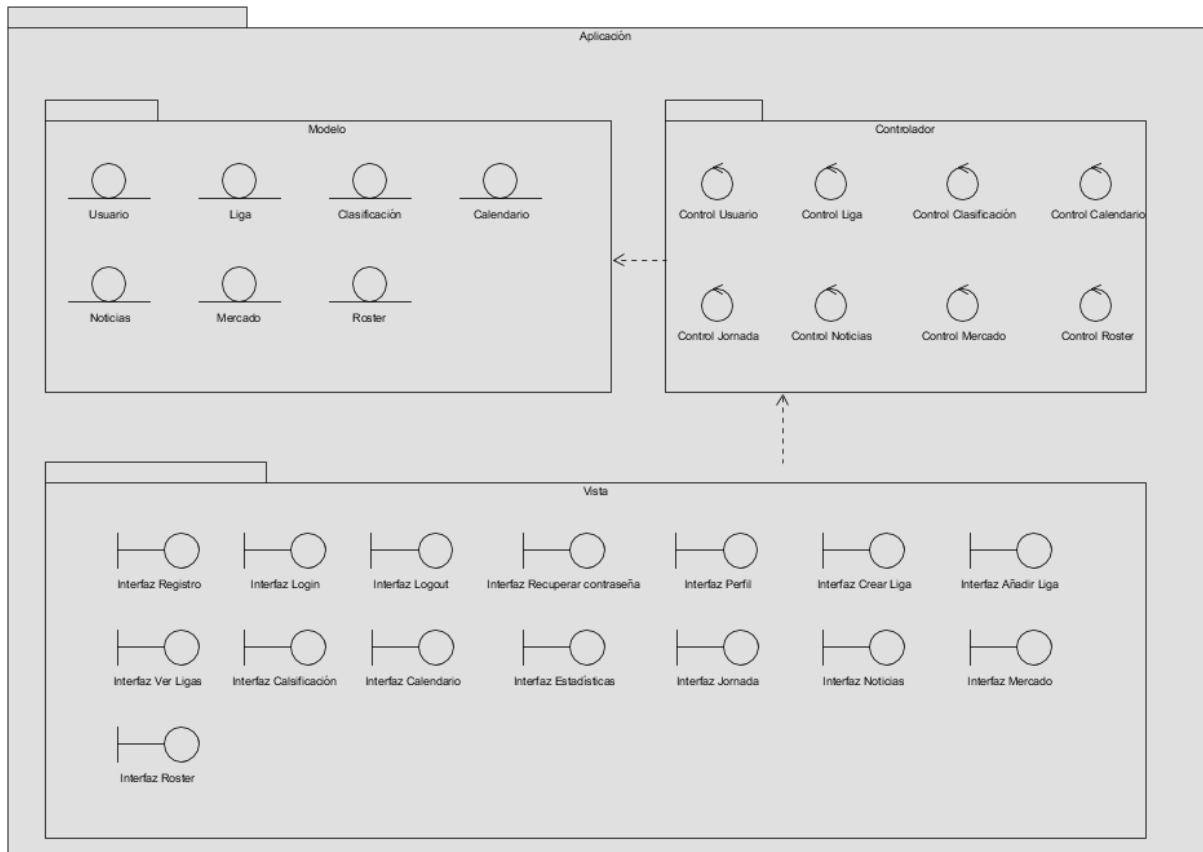 Aplicación
Modelo
Controlador
Usuario
Liga
Clasificación
Calendario
Control Usuario
Control Liga
Control Clasificación
Control Calendario
Noticias
Mercado
Roster
Control Jornada
Control Noticias
Control Mercado
Control Roster
Vista
Interfaz Registro
Interfaz Login
Interfaz Logout
Interfaz Recuperar contraseña
Interfaz Perfil
Interfaz Crear Liga
Interfaz Añadir Liga
Interfaz Ver Ligas
Interfaz Calsificación
Interfaz Calendario
Interfaz Estadísticas
Interfaz Jornada
Interfaz Noticias
Interfaz Mercado
Interfaz Roster